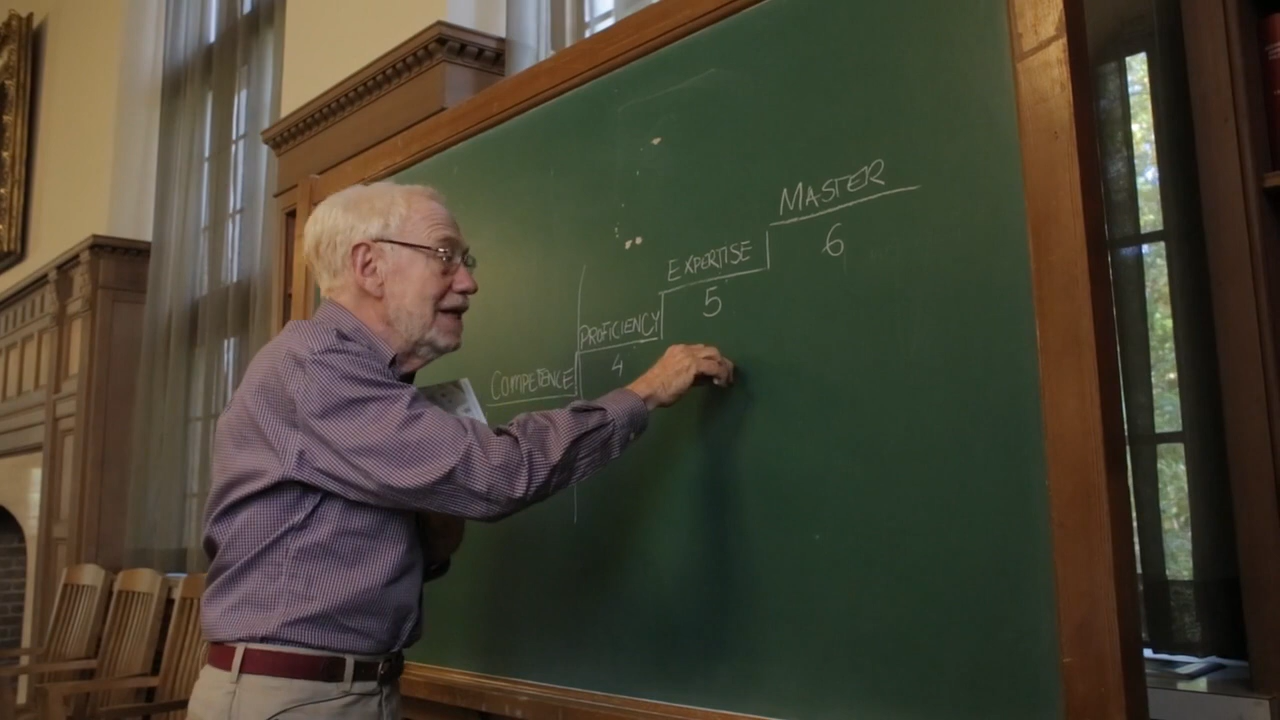 MASTER
6
EXPERTISE
5
PROFICIENCY
4
COMPETENCE